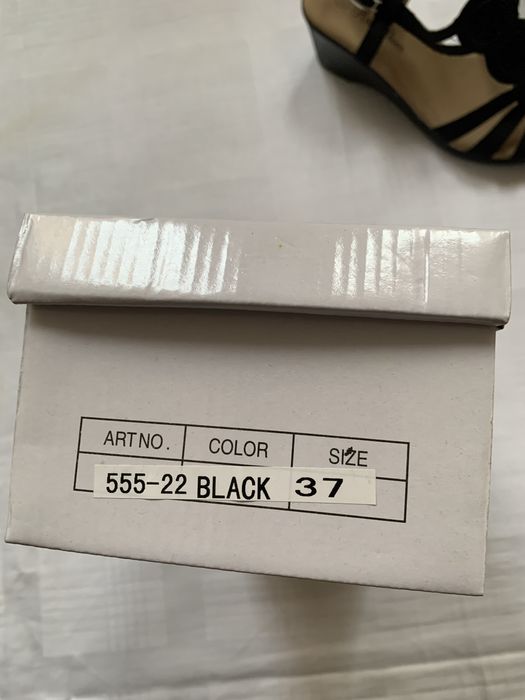 ART NO. COLOR SIZE
555-22 BLACK 37